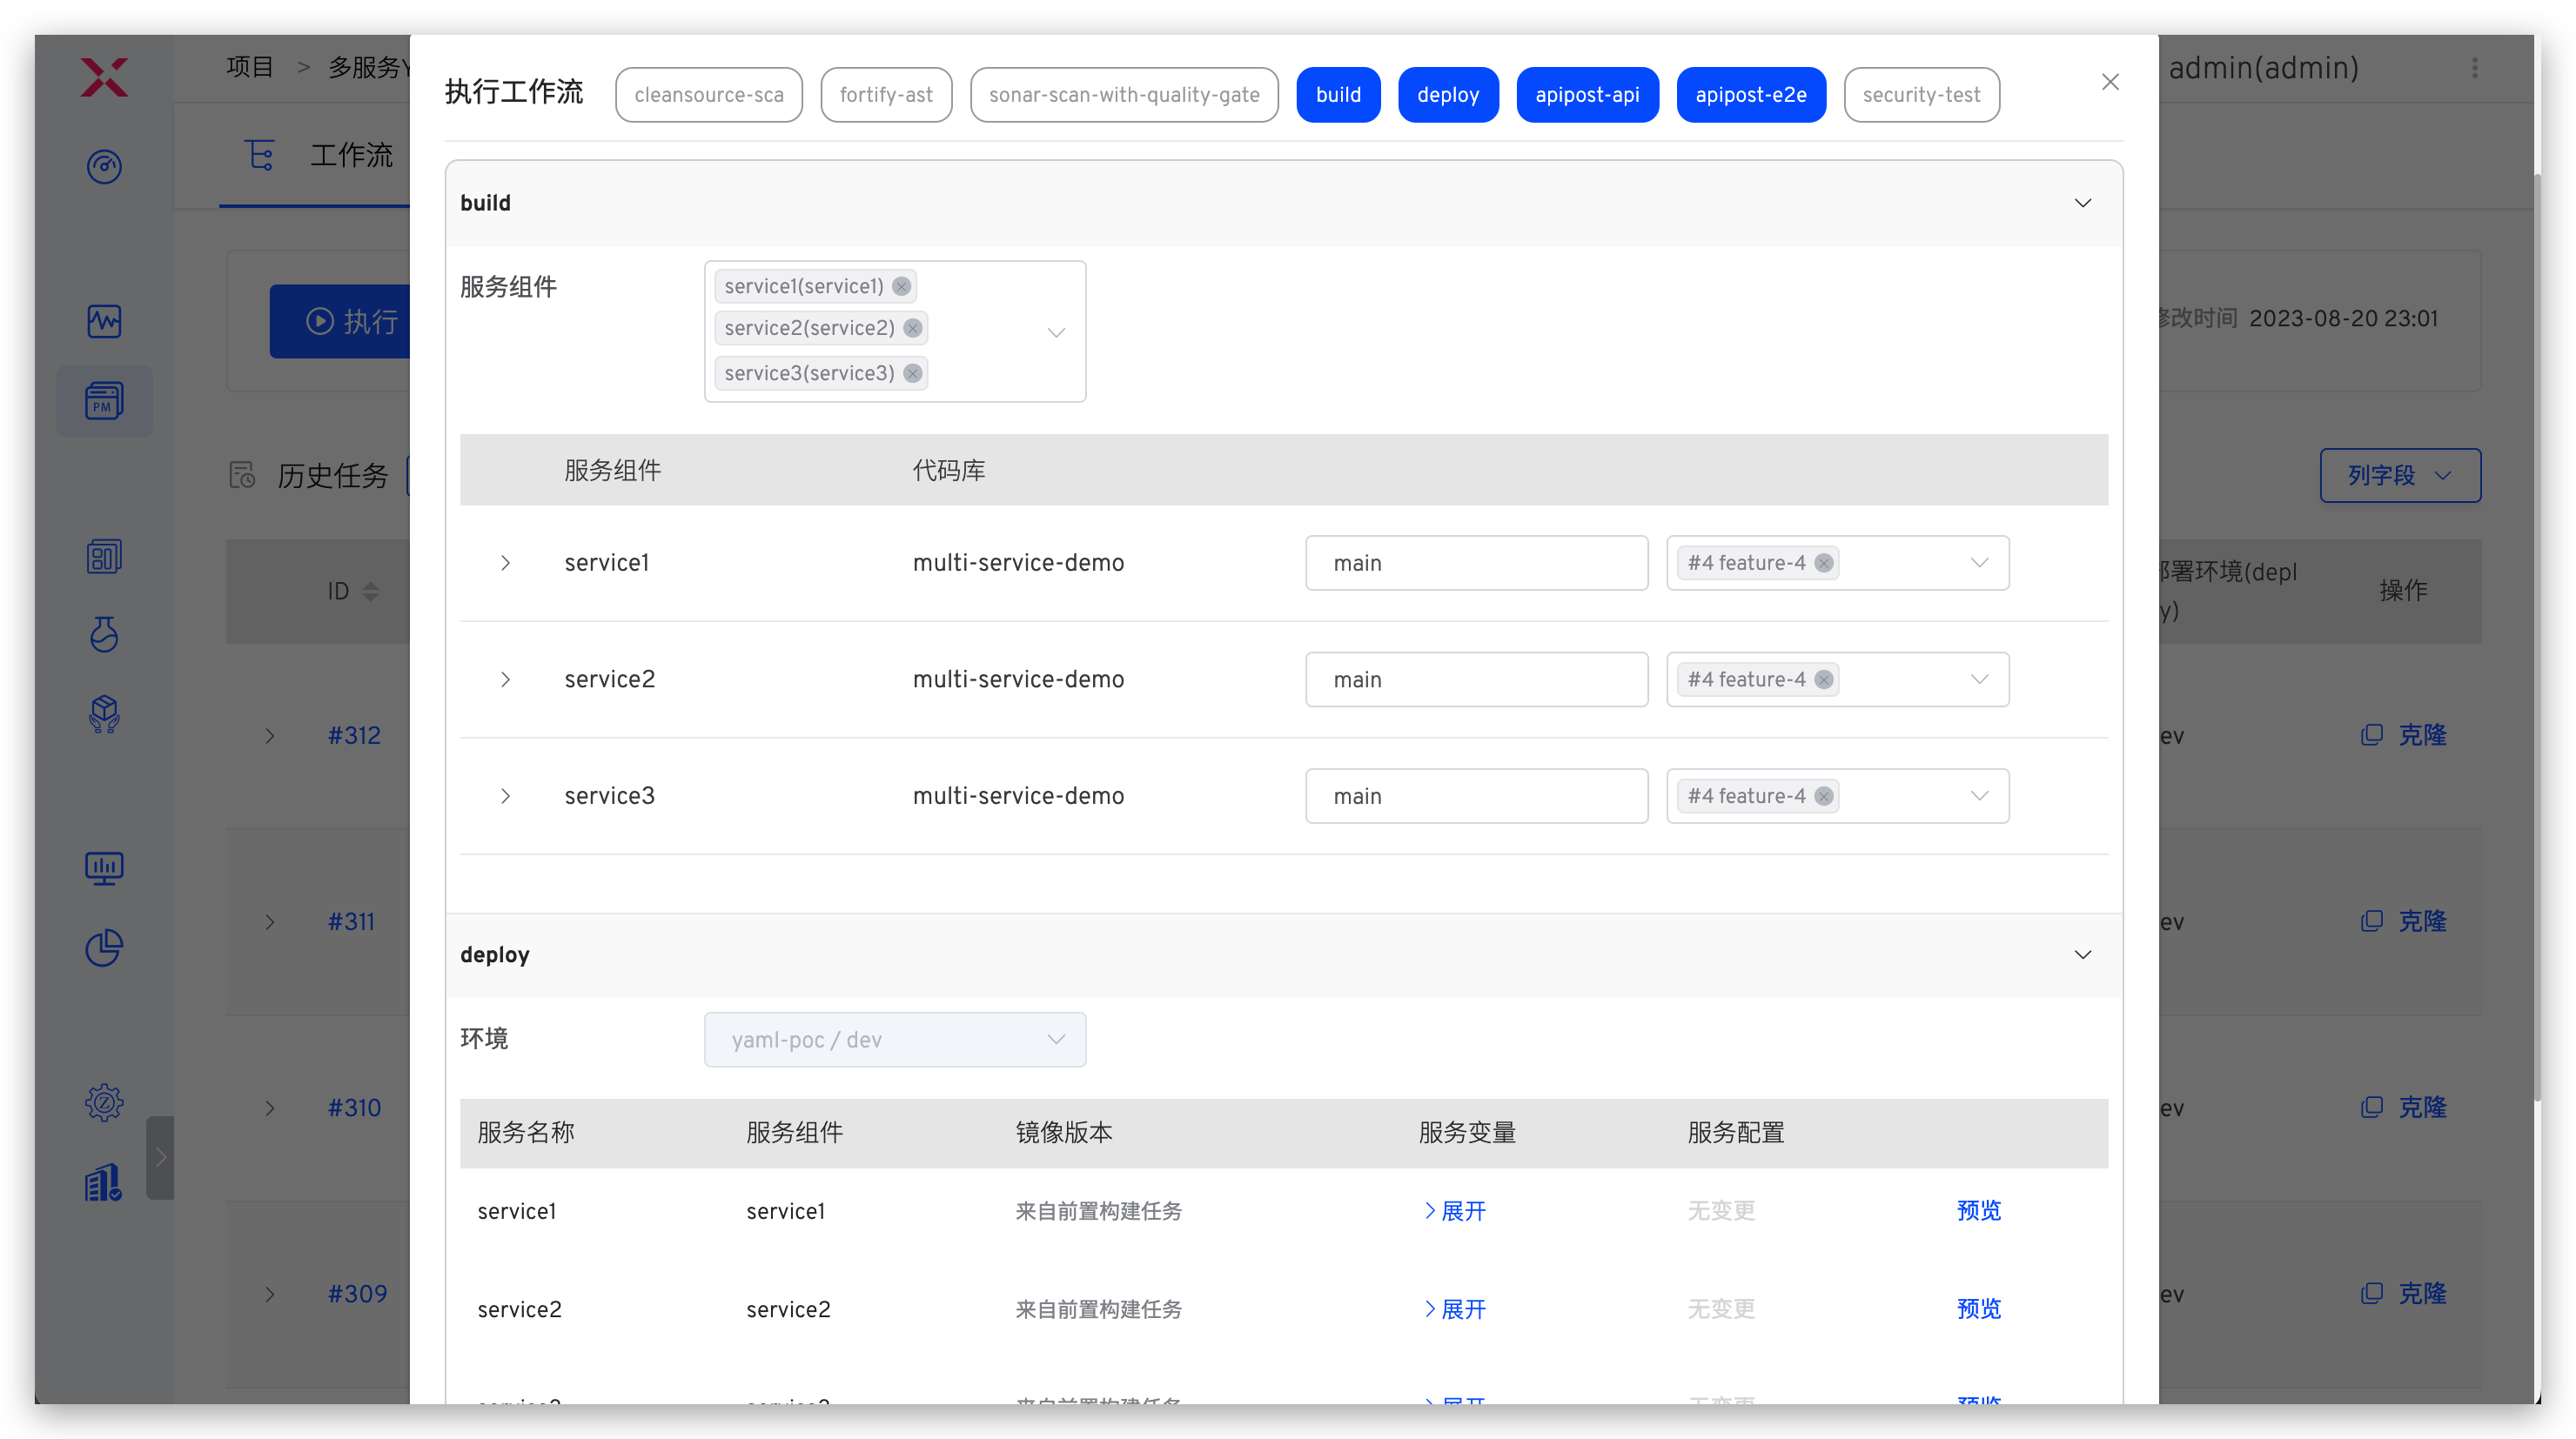 项目 > 多服务
admin(admin)
执行工作流 cleansource-sca fortify-ast sonar-scan-with-quality-gate build deploy apipost-api apipost-e2e security-test
工作流
build
服务组件 service1(service1)
service2(service2)
service3(service3)
执行
修改时间 2023-08-20 23:01
PM
历史任务
列字段
服务组件 代码库
service1 multi-service-demo main #4 feature-4
service2 multi-service-demo main #4 feature-4
service3 multi-service-demo main #4 feature-4
ID
部署环境(depl
y)
操作
#312 ev 克隆
#311 ev 克隆
#310 ev 克隆
#309 ev 克隆
deploy
环境 yaml-poc / dev
服务名称 服务组件 镜像版本 服务变量 服务配置
service1 service1 来自前置构建任务 展开 无变更 预览
service2 service2 来自前置构建任务 展开 无变更 预览